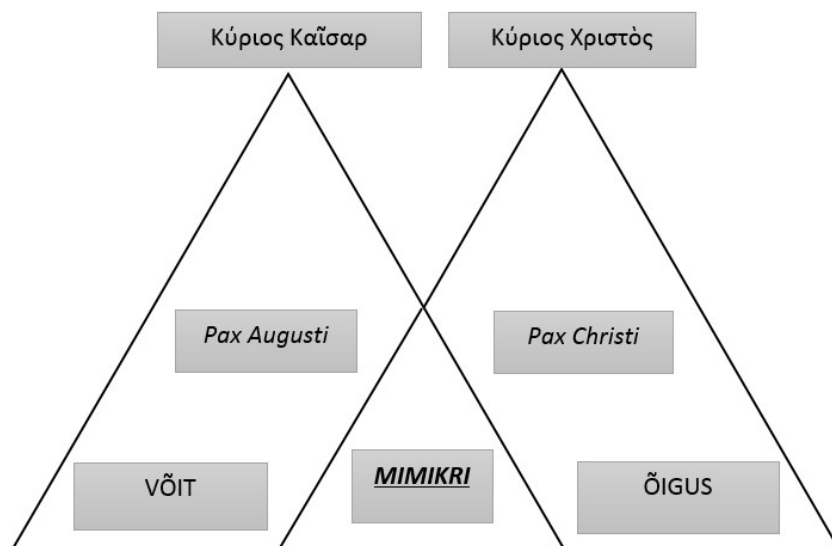 Κύριος Καῖσαρ
Κύριος Χριστὸς
Pax Augusti
Pax Christi
VÕIT
MIMIKRI
ÕIGUS